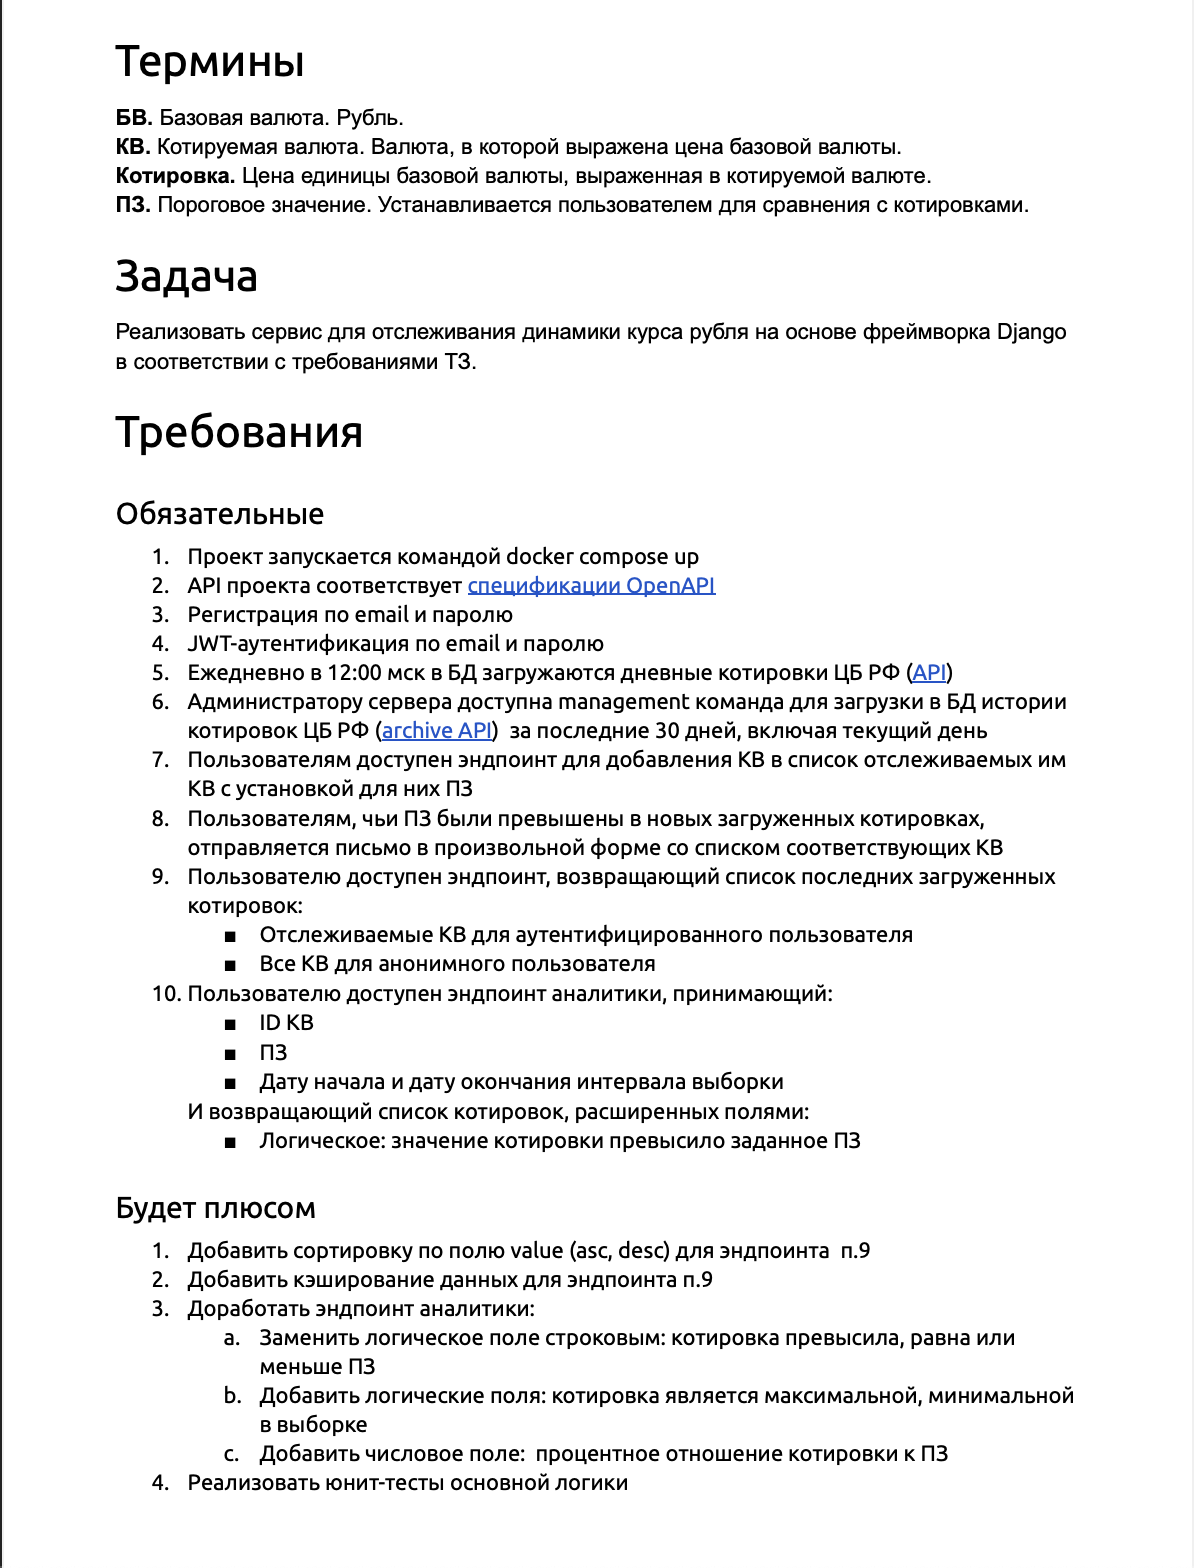 Термины
БВ. Базовая валюта. Рубль.
КВ. Котируемая валюта. Валюта, в которой выражена цена базовой валюты.
Котировка. Цена единицы базовой валюты, выраженная в котируемой валюте.
ПЗ. Пороговое значение. Устанавливается пользователем для сравнения с котировками.
Задача
Реализовать сервис для отслеживания динамики курса рубля на основе фреймворка Django
в соответствии с требованиями ТЗ.
Требования
Обязательные
1. Проект запускается командой docker compose up
2. API проекта соответствует спецификации OpenAPI
3. Регистрация по email и паролю
4. JWT-аутентификация по email и паролю
5. Ежедневно в 12:00 мск в БД загружаются дневные котировки ЦБ РФ (API)
6. Администратору сервера доступна management команда для загрузки в БД истории
котировок ЦБ РФ (archive API) за последние 30 дней, включая текущий день
7. Пользователям доступен эндпоинт для добавления КВ в список отслеживаемых им
КВ с установкой для них ПЗ
8. Пользователям, чьи ПЗ были превышены в новых загруженных котировках,
отправляется письмо в произвольной форме со списком соответствующих КВ
9. Пользователю доступен эндпоинт, возвращающий список последних загруженных
котировок:
■ Отслеживаемые КВ для аутентифицированного пользователя
■ Все КВ для анонимного пользователя
10. Пользователю доступен эндпоинт аналитики, принимающий:
■ ID КВ
■ ПЗ
■ Дату начала и дату окончания интервала выборки
И возвращающий список котировок, расширенных полями:
■ Логическое: значение котировки превысило заданное ПЗ
Будет плюсом
1. Добавить сортировку по полю value (asc, desc) для эндпоинта п.9
2. Добавить кэширование данных для эндпоинта п.9
3. Доработать эндпоинт аналитики:
a. Заменить логическое поле строковым: котировка превысила, равна или
меньше ПЗ
b. Добавить логические поля: котировка является максимальной, минимальной
в выборке
c. Добавить числовое поле: процентное отношение котировки к ПЗ
4. Реализовать юнит-тесты основной логики